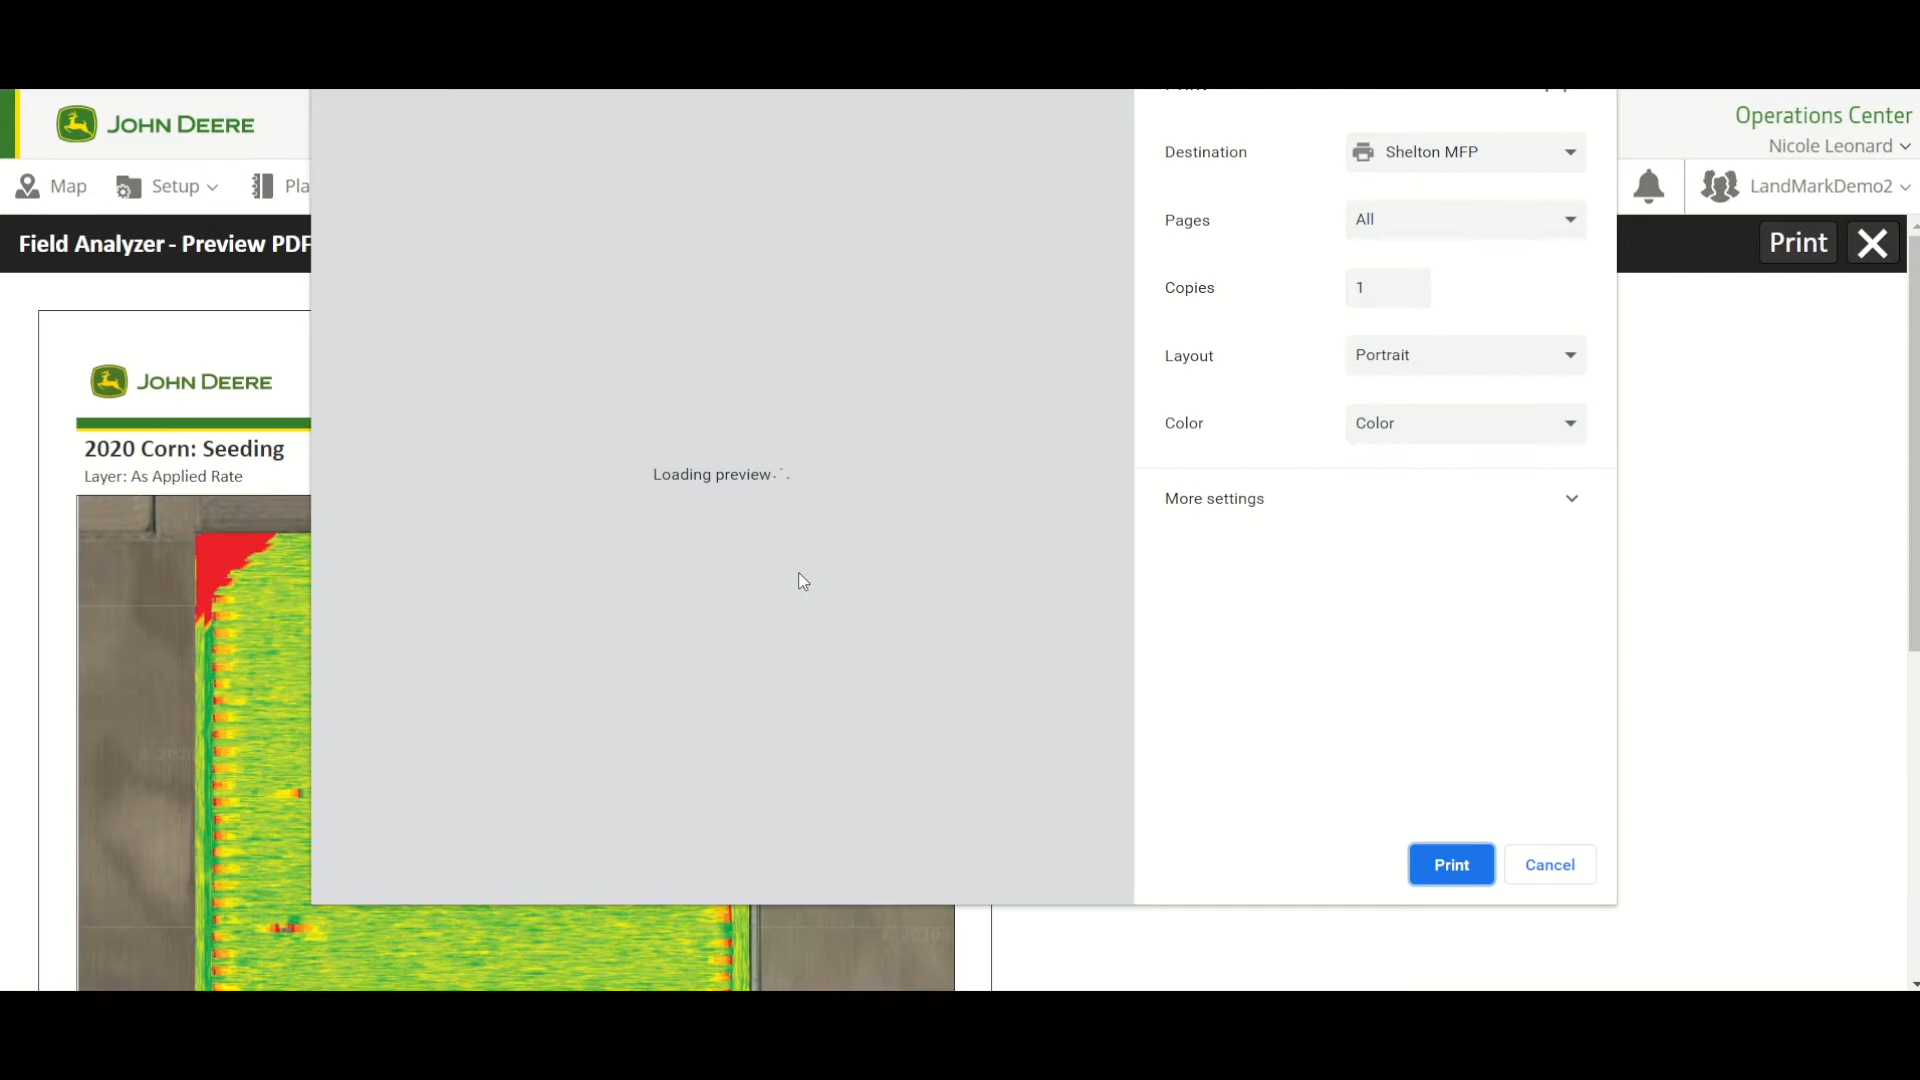 JOHN DEERE
Operations Center
Nicole Leonard
Map
Setup
Pla
LandMarkDemo2
Field Analyzer - Preview PDF
Print
JOHN DEERE
2020 Corn: Seeding
Layer: As Applied Rate
Loading preview
Destination
Shelton MFP
Pages
All
Copies
1
Layout
Portrait
Color
Color
More settings
Print
Cancel